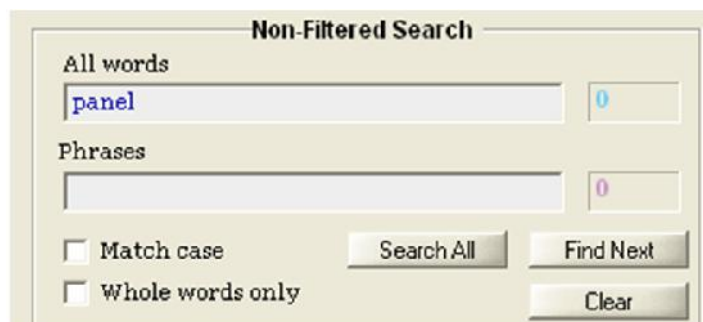 Non-Filtered Search
All words
panel 0
Phrases
0
Match case Search All Find Next
Whole words only Clear